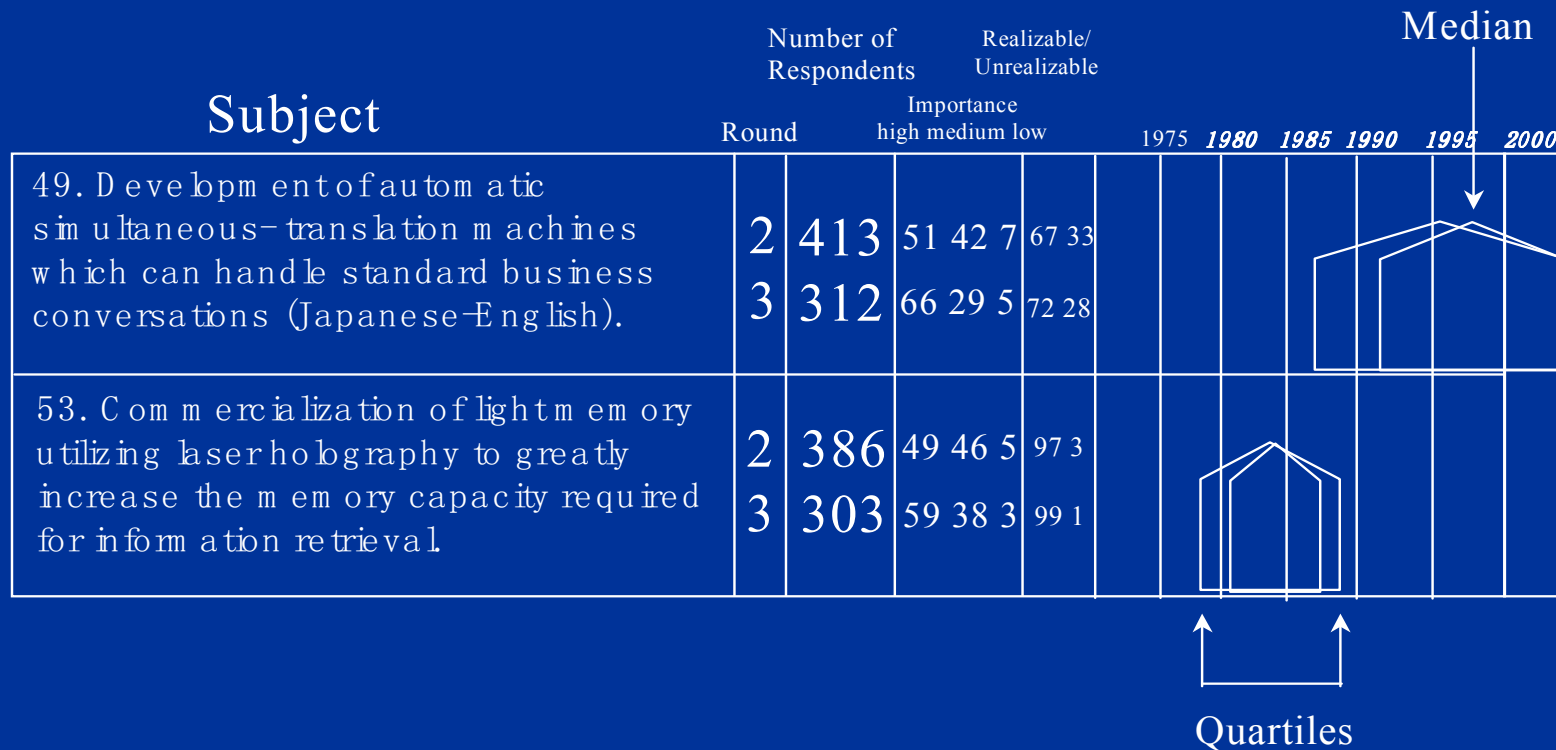 Median
Number of
Respondents
Realizable/
Unrealizable
Subject
Importance
Round
high medium low
1975 1980 1985 1990 1995 2000
49. Development of automatic
simultaneous-translation machines
which can handle standard business
conversations (Japanese-English).
2 413 51 42 7 67 33
3 312 66 29 5 72 28
53. Commercialization of light memory
utilizing laser holography to greatly
increase the memory capacity required
for information retrieval.
2 386 49 46 5 97 3
3 303 59 38 3 99 1
Quartiles